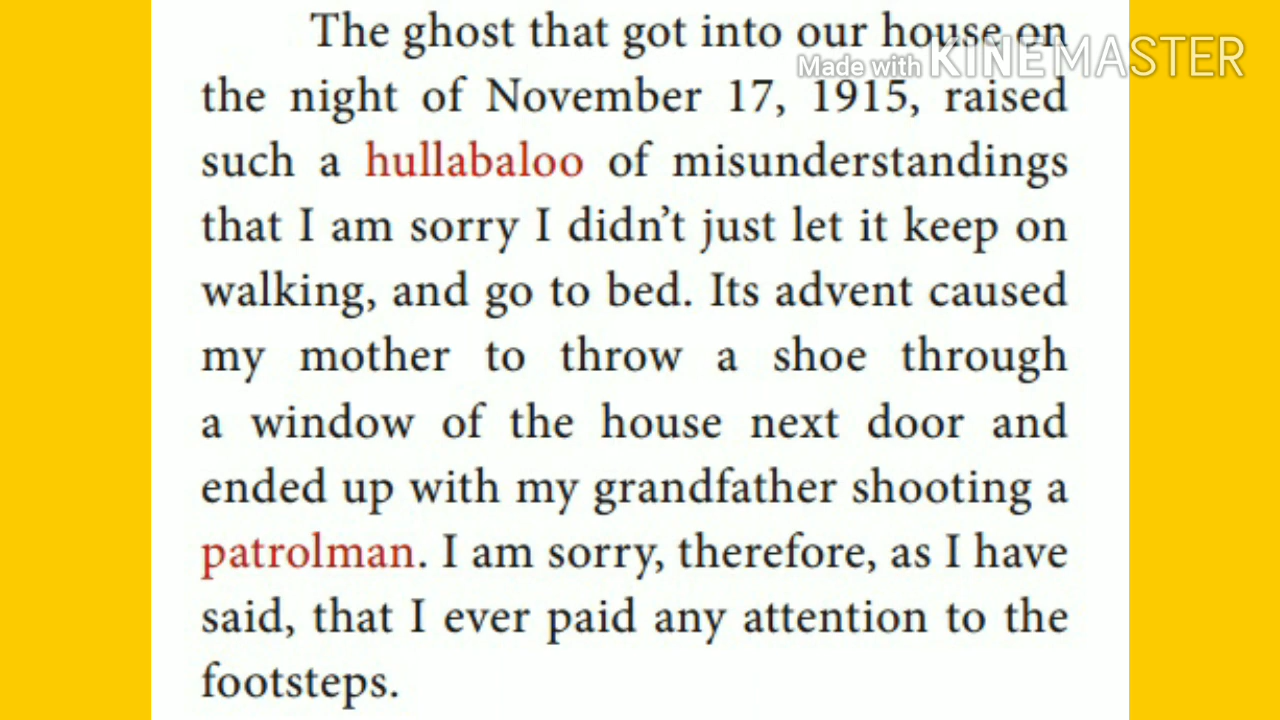 The ghost that got into our house on
Made with KINEMASTER
the night of November 17, 1915, raised
such a hullabaloo of misunderstandings
that I am sorry I didn’t just let it keep on
walking, and go to bed. Its advent caused
my mother to throw a shoe through
a window of the house next door and
ended up with my grandfather shooting a
patrolman. I am sorry, therefore, as I have
said, that I ever paid any attention to the
footsteps.